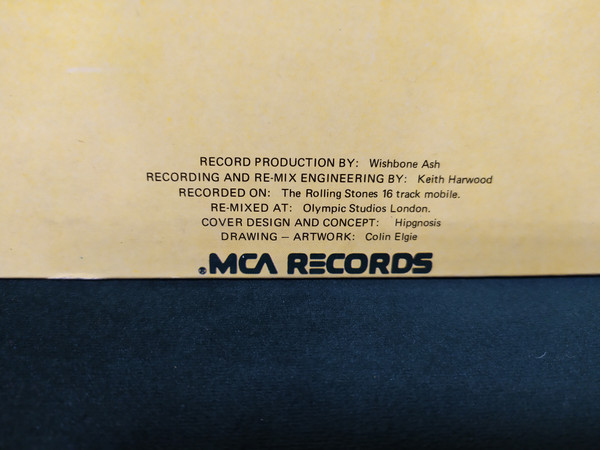 RECORD PRODUCTION BY: Wishbone Ash
RECORDING AND RE-MIX ENGINEERING BY: Keith Harwood
RECORDED ON: The Rolling Stones 16 track mobile.
RE-MIXED AT: Olympic Studios London.
COVER DESIGN AND CONCEPT: Hipgnosis
DRAWING — ARTWORK: Colin Elgie
®MCA RECORDS